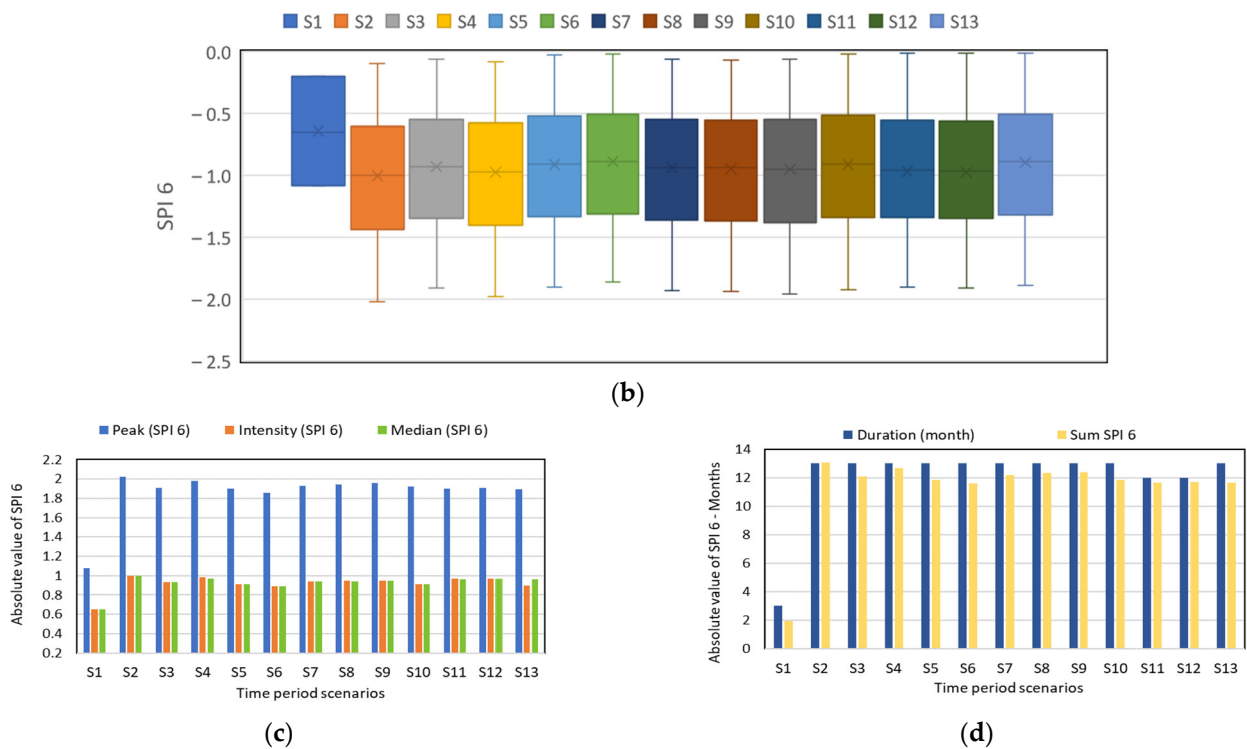 S1 S2 S3 S4 S5 S6 S7 S8 S9 S10 S11 S12 S13
0.0
−0.5
−1.0
−1.5
−2.0
−2.5
SPI 6
(b)
Peak (SPI 6) Intensity (SPI 6) Median (SPI 6)
2.2
2
1.8
1.6
1.4
1.2
1
0.8
0.6
0.4
0.2
Absolute value of SPI 6
S1 S2 S3 S4 S5 S6 S7 S8 S9 S10 S11 S12 S13
Time period scenarios
(c)
Duration (month) Sum SPI 6
14
12
10
8
6
4
2
0
Absolute value of SPI 6 - Months
S1 S2 S3 S4 S5 S6 S7 S8 S9 S10 S11 S12 S13
Time period scenarios
(d)